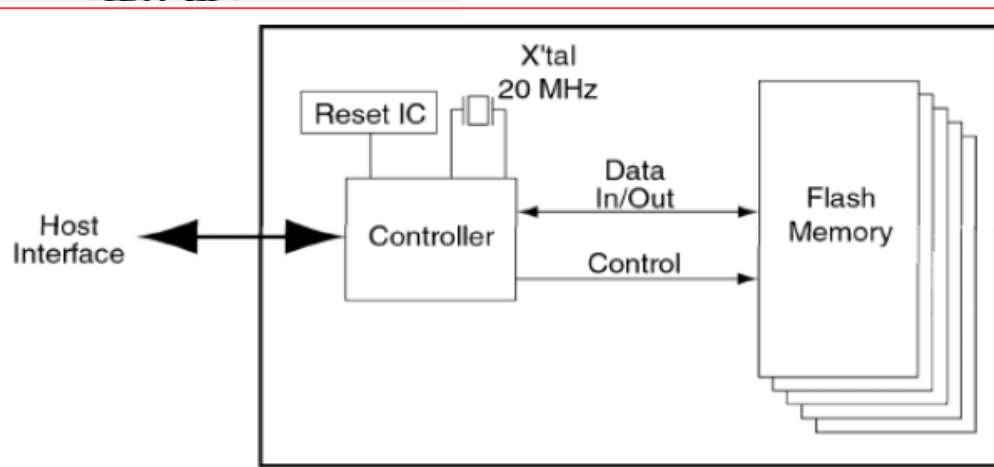 X'tal
20 MHz
Reset IC
Data
In/Out
Flash
Memory
Host
Interface
Controller
Control